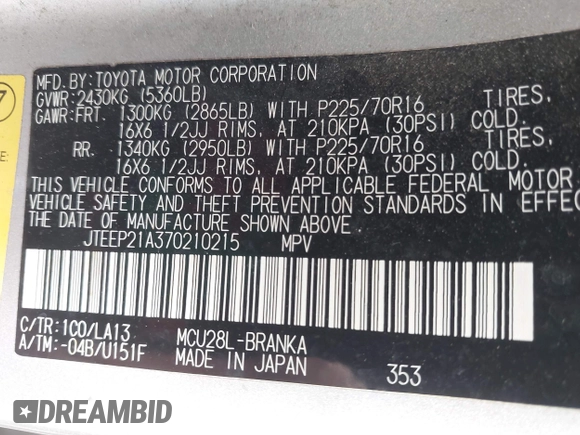 MFD.BY:TOYOTA MOTOR CORPORATION
GVWR:2430KG (5360LB)
GAWR:FRT. 1300KG (2865LB) WITH P225/70R16 TIRES,
16X6 1/2JJ RIMS, AT 210KPA (30PSI) COLD.
RR. 1340KG (2950LB) WITH P225/70R16 TIRES,
16X6 1/2JJ RIMS, AT 210KPA (30PSI) COLD.
THIS VEHICLE CONFORMS TO ALL APPLICABLE FEDERAL MOTOR
VEHICLE SAFETY AND THEFT PREVENTION STANDARDS IN EFFEC
THE DATE OF MANUFACTURE SHOWN ABOVE.
JTEEP21A370210215 MPV
C/TR:1C0/LA13 MCU28L-BRANKA
A/TM:-04B/U151F MADE IN JAPAN 353
DREAMBID